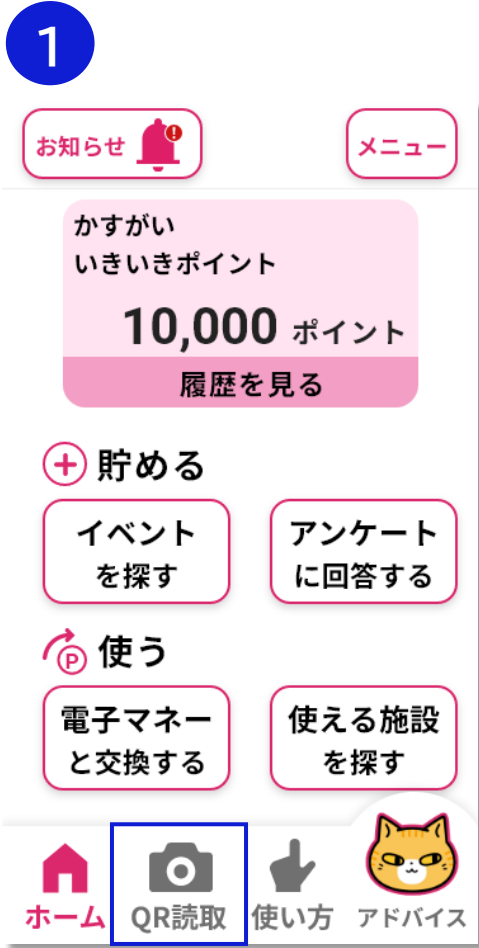 1
お知らせ
メニュー
かすがい
いきいきポイント
10,000 ポイント
履歴を見る
貯める
イベント
を探す
アンケート
に回答する
P 使う
電子マネー
と交換する
使える施設
を探す
ホーム
QR読取
使い方
アドバイス